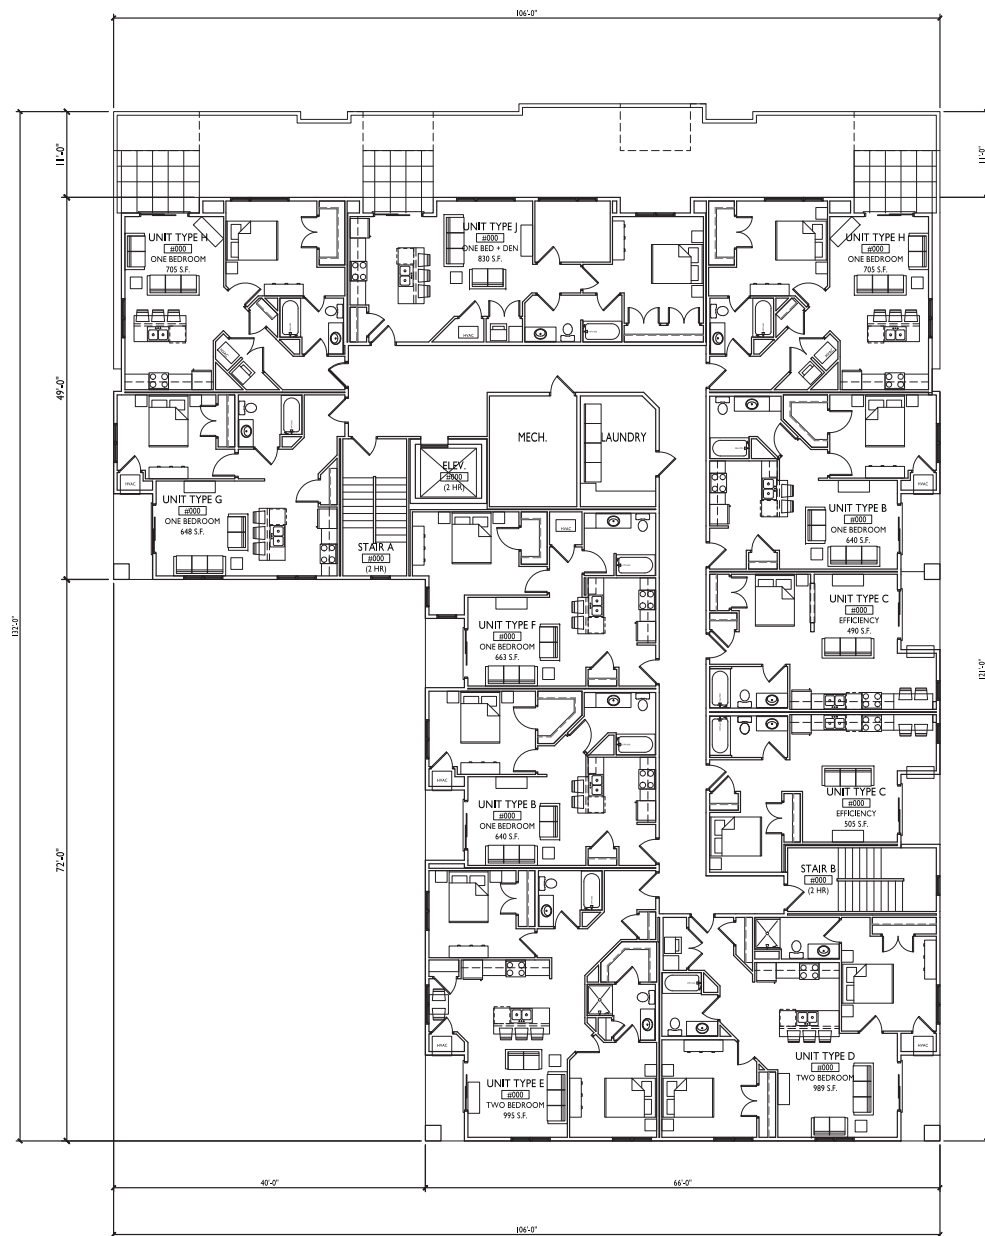 106'-0"
11'-0"
11'-0"
UNIT TYPE H
#000
ONE BEDROOM
705 S.F.
UNIT TYPE J
#000
ONE BED + DEN
830 S.F.
UNIT TYPE H
#000
ONE BEDROOM
705 S.F.
HVAC
HVAC
HVAC
49'-0"
132'-0"
121'-0"
MECH.
LAUNDRY
ELEV.
#000
(2 HR)
HVAC
HVAC
UNIT TYPE G
#000
ONE BEDROOM
648 S.F.
STAIR A
#000
(2 HR)
HVAC
UNIT TYPE B
#000
ONE BEDROOM
640 S.F.
UNIT TYPE F
#000
ONE BEDROOM
663 S.F.
UNIT TYPE C
#000
EFFICIENCY
490 S.F.
HVAC
UNIT TYPE B
#000
ONE BEDROOM
640 S.F.
UNIT TYPE C
#000
EFFICIENCY
505 S.F.
72'-0"
STAIR B
#000
(2 HR)
HVAC
HVAC
UNIT TYPE E
#000
TWO BEDROOM
995 S.F.
UNIT TYPE D
#000
TWO BEDROOM
989 S.F.
40'-0"
66'-0"
106'-0"